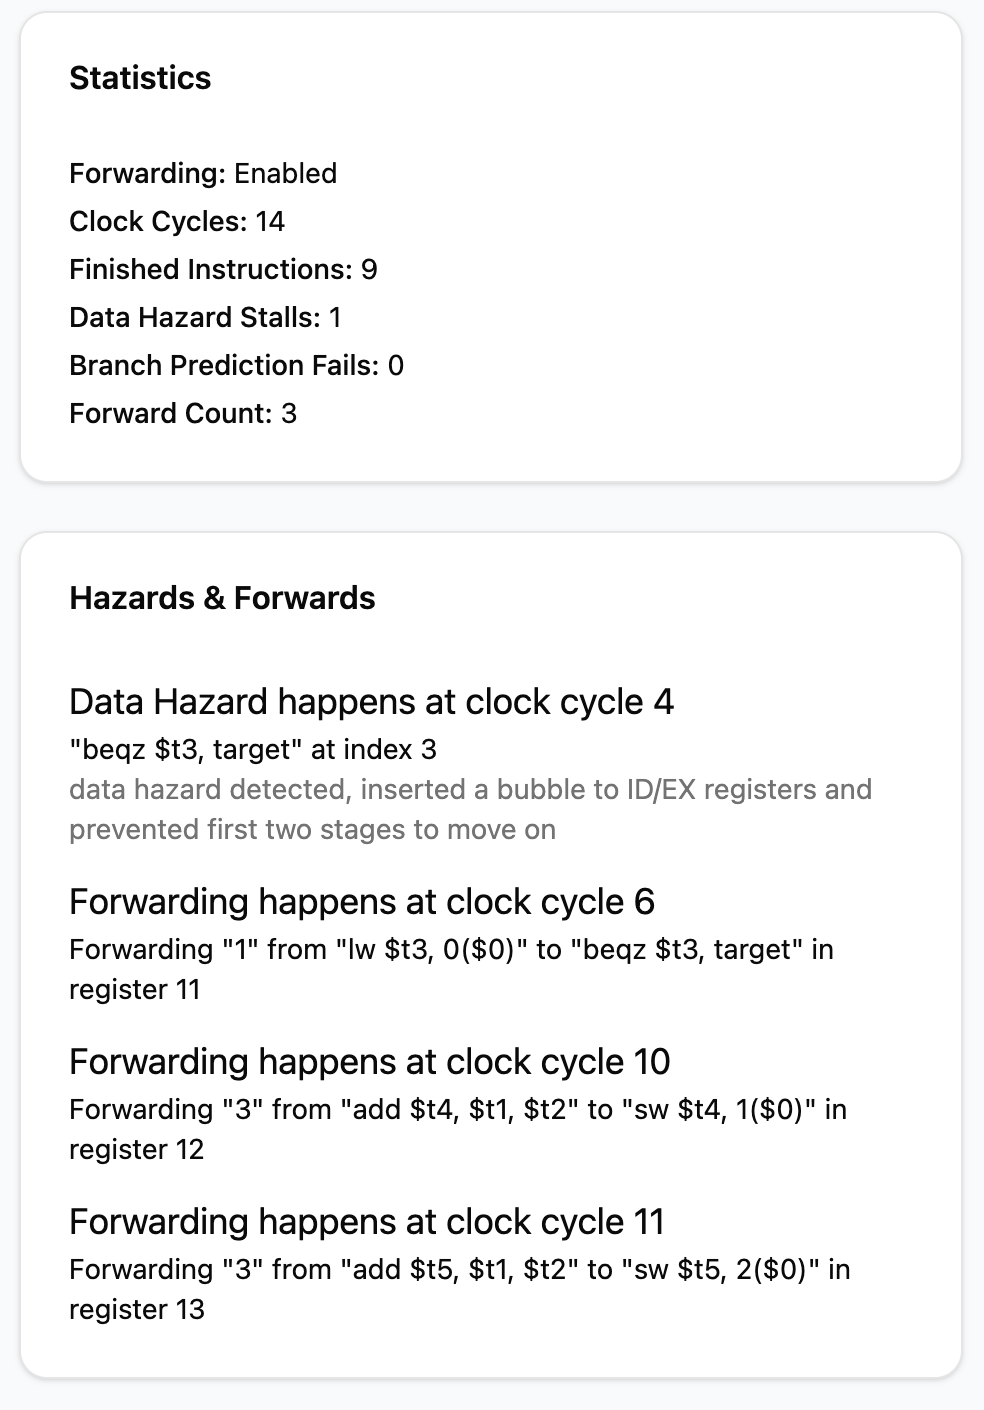 Statistics
Forwarding: Enabled
Clock Cycles: 14
Finished Instructions: 9
Data Hazard Stalls: 1
Branch Prediction Fails: 0
Forward Count: 3
Hazards & Forwards
Data Hazard happens at clock cycle 4
"beqz $t3, target" at index 3
data hazard detected, inserted a bubble to ID/EX registers and
prevented first two stages to move on
Forwarding happens at clock cycle 6
Forwarding "1" from "lw $t3, 0($0)" to "beqz $t3, target" in
register 11
Forwarding happens at clock cycle 10
Forwarding "3" from "add $t4, $t1, $t2" to "sw $t4, 1($0)" in
register 12
Forwarding happens at clock cycle 11
Forwarding "3" from "add $t5, $t1, $t2" to "sw $t5, 2($0)" in
register 13